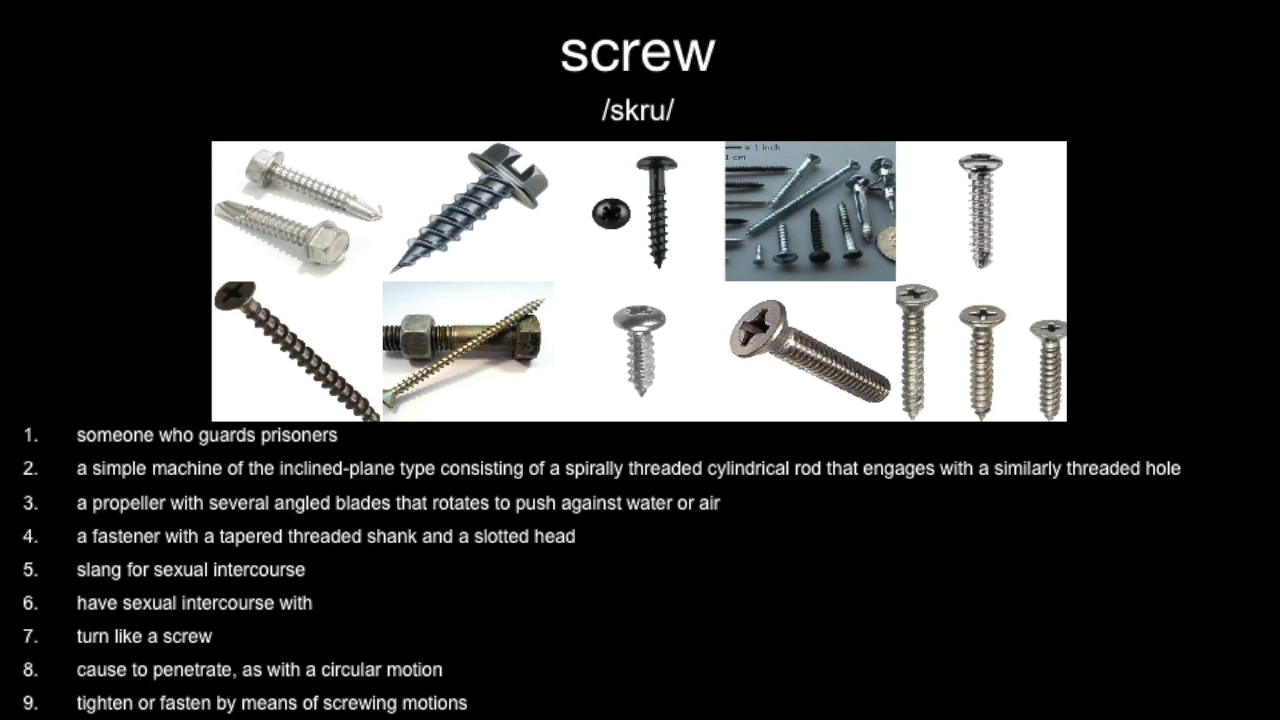 screw
/skru/
= 1 inch
1 cm
1. someone who guards prisoners
2. a simple machine of the inclined-plane type consisting of a spirally threaded cylindrical rod that engages with a similarly threaded hole
3. a propeller with several angled blades that rotates to push against water or air
4. a fastener with a tapered threaded shank and a slotted head
5. slang for sexual intercourse
6. have sexual intercourse with
7. turn like a screw
8. cause to penetrate, as with a circular motion
9. tighten or fasten by means of screwing motions